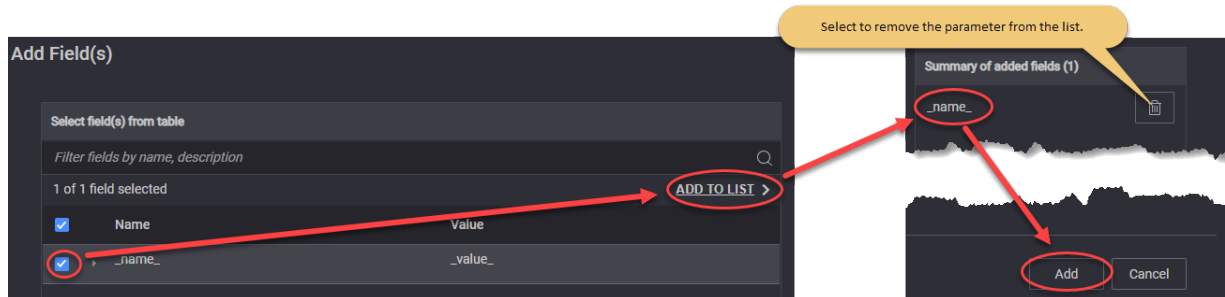 Select to remove the parameter from the list.
Add Field(s)
Select field(s) from table
Filter fields by name, description
1 of 1 field selected
ADD TO LIST >
Name Value
_name_ _value_
Summary of added fields (1)
_name_
Add Cancel